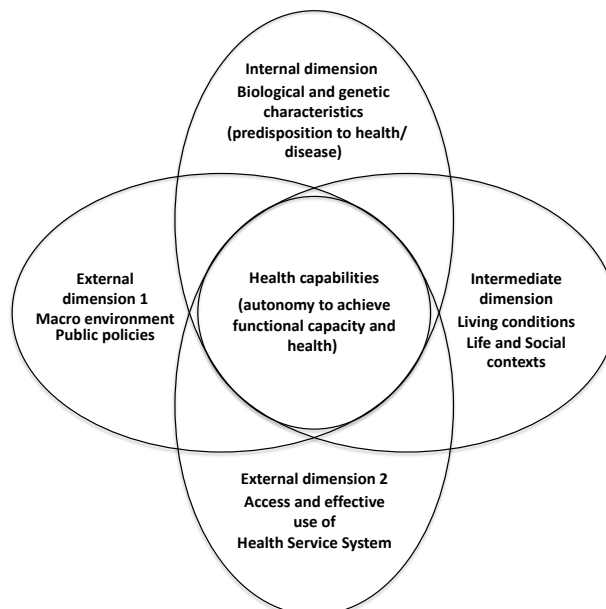 Internal dimension
Biological and genetic
characteristics
(predisposition to health/
disease)
External
dimension 1
Macro environment
Public policies
Health capabilities
(autonomy to achieve
functional capacity and
health)
Intermediate
dimension
Living conditions
Life and Social
contexts
External dimension 2
Access and effective
use of
Health Service System